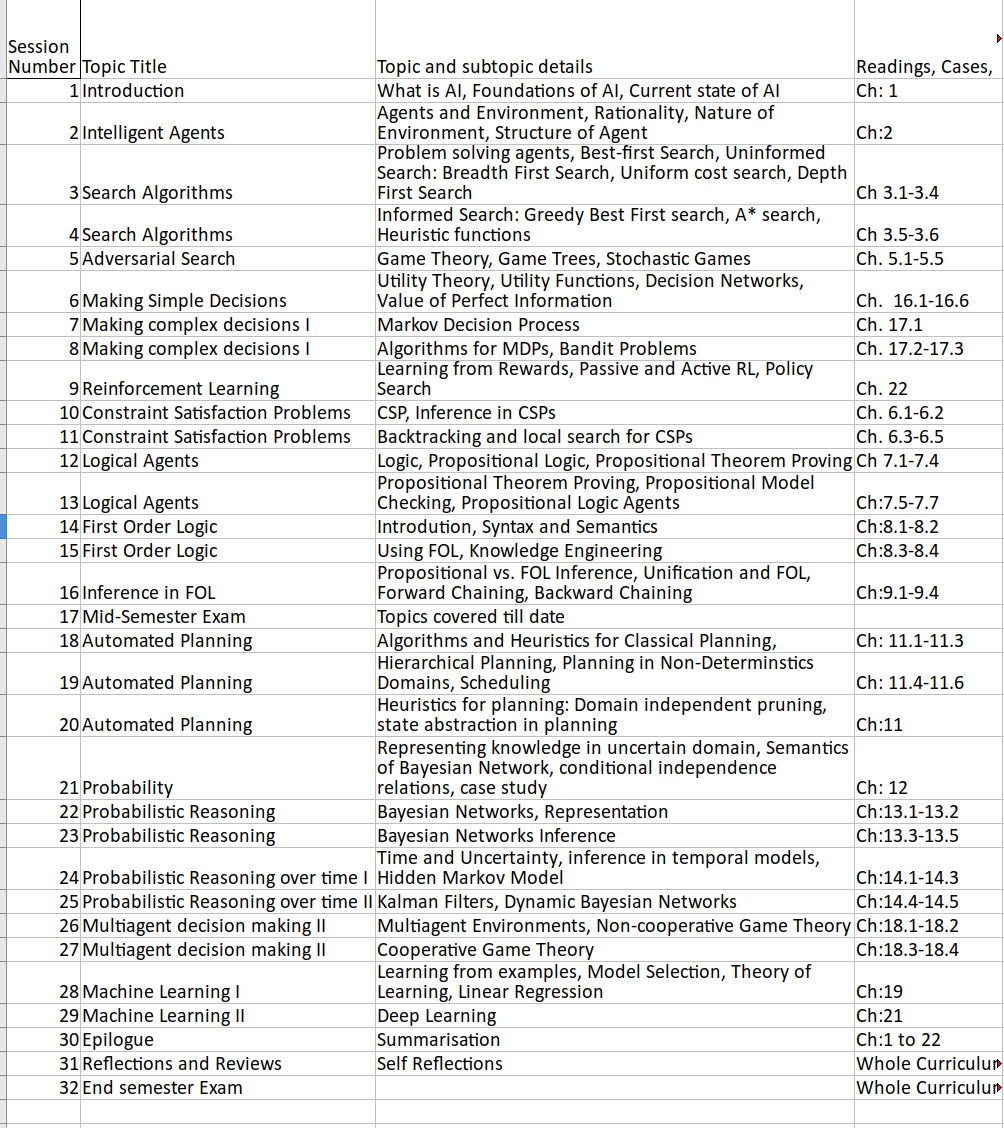 Session
Number Topic Title Topic and subtopic details Readings, Cases,
1 Introduction What is AI, Foundations of AI, Current state of AI Ch: 1
Agents and Environment, Rationality, Nature of
2 Intelligent Agents Environment, Structure of Agent Ch:2
Problem solving agents, Best-first Search, Uninformed
Search: Breadth First Search, Uniform cost search, Depth
3 Search Algorithms First Search Ch 3.1-3.4
Informed Search: Greedy Best First search, A* search,
4 Search Algorithms Heuristic functions Ch 3.5-3.6
5 Adversarial Search Game Theory, Game Trees, Stochastic Games Ch. 5.1-5.5
Utility Theory, Utility Functions, Decision Networks,
6 Making Simple Decisions Value of Perfect Information Ch. 16.1-16.6
7 Making complex decisions I Markov Decision Process Ch. 17.1
8 Making complex decisions I Algorithms for MDPs, Bandit Problems Ch. 17.2-17.3
Learning from Rewards, Passive and Active RL, Policy
9 Reinforcement Learning Search Ch. 22
10 Constraint Satisfaction Problems CSP, Inference in CSPs Ch. 6.1-6.2
11 Constraint Satisfaction Problems Backtracking and local search for CSPs Ch. 6.3-6.5
12 Logical Agents Logic, Propositional Logic, Propositional Theorem Proving Ch 7.1-7.4
Propositional Theorem Proving, Propositional Model
13 Logical Agents Checking, Propositional Logic Agents Ch:7.5-7.7
14 First Order Logic Introdution, Syntax and Semantics Ch:8.1-8.2
15 First Order Logic Using FOL, Knowledge Engineering Ch:8.3-8.4
Propositional vs. FOL Inference, Unification and FOL,
16 Inference in FOL Forward Chaining, Backward Chaining Ch:9.1-9.4
17 Mid-Semester Exam Topics covered till date
18 Automated Planning Algorithms and Heuristics for Classical Planning, Ch: 11.1-11.3
Hierarchical Planning, Planning in Non-Determinstics
19 Automated Planning Domains, Scheduling Ch: 11.4-11.6
Heuristics for planning: Domain independent pruning,
20 Automated Planning state abstraction in planning Ch:11
Representing knowledge in uncertain domain, Semantics
of Bayesian Network, conditional independence
21 Probability relations, case study Ch: 12
22 Probabilistic Reasoning Bayesian Networks, Representation Ch:13.1-13.2
23 Probabilistic Reasoning Bayesian Networks Inference Ch:13.3-13.5
Time and Uncertainty, inference in temporal models,
24 Probabilistic Reasoning over time I Hidden Markov Model Ch:14.1-14.3
25 Probabilistic Reasoning over time II Kalman Filters, Dynamic Bayesian Networks Ch:14.4-14.5
26 Multiagent decision making II Multiagent Environments, Non-cooperative Game Theory Ch:18.1-18.2
27 Multiagent decision making II Cooperative Game Theory Ch:18.3-18.4
Learning from examples, Model Selection, Theory of
28 Machine Learning I Learning, Linear Regression Ch:19
29 Machine Learning II Deep Learning Ch:21
30 Epilogue Summarisation Ch:1 to 22
31 Reflections and Reviews Self Reflections Whole Curriculum
32 End semester Exam Whole Curriculum